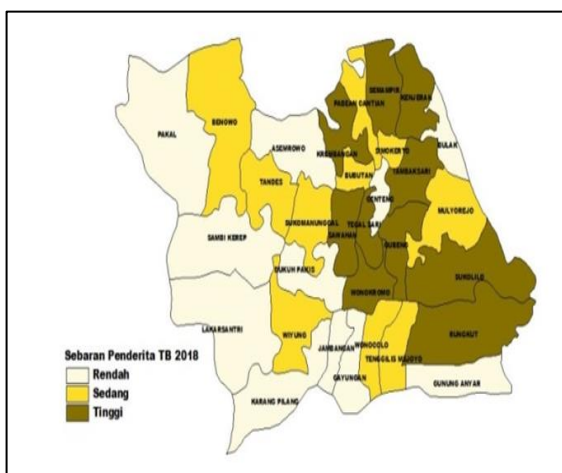 SEMAMPIR
KENJERAN
PABEAN CANTIAN
BENOWO
PAKAL
ASEMROWO
KREMBANGAN
SIMOKERTO
BULAK
TAMBAKSARI
BUBUTAN
TANDES
GENTENG
MULYOREJO
SUKOMANUNGGAL
TEGAL SARI
SAWAHAN
GUBENG
SAMBI KEREP
DUKUH PAKIS
SUKOLILO
WONOKROMO
LAKARSANTRI
WIYUNG
JAMBANGAN
WONOCOLO
RUNGKUT
TENGGILIS MEJOYO
GAYUNGAN
GUNUNG ANYAR
KARANG PILANG
Sebaran Penderita TB 2018
Rendah
Sedang
Tinggi